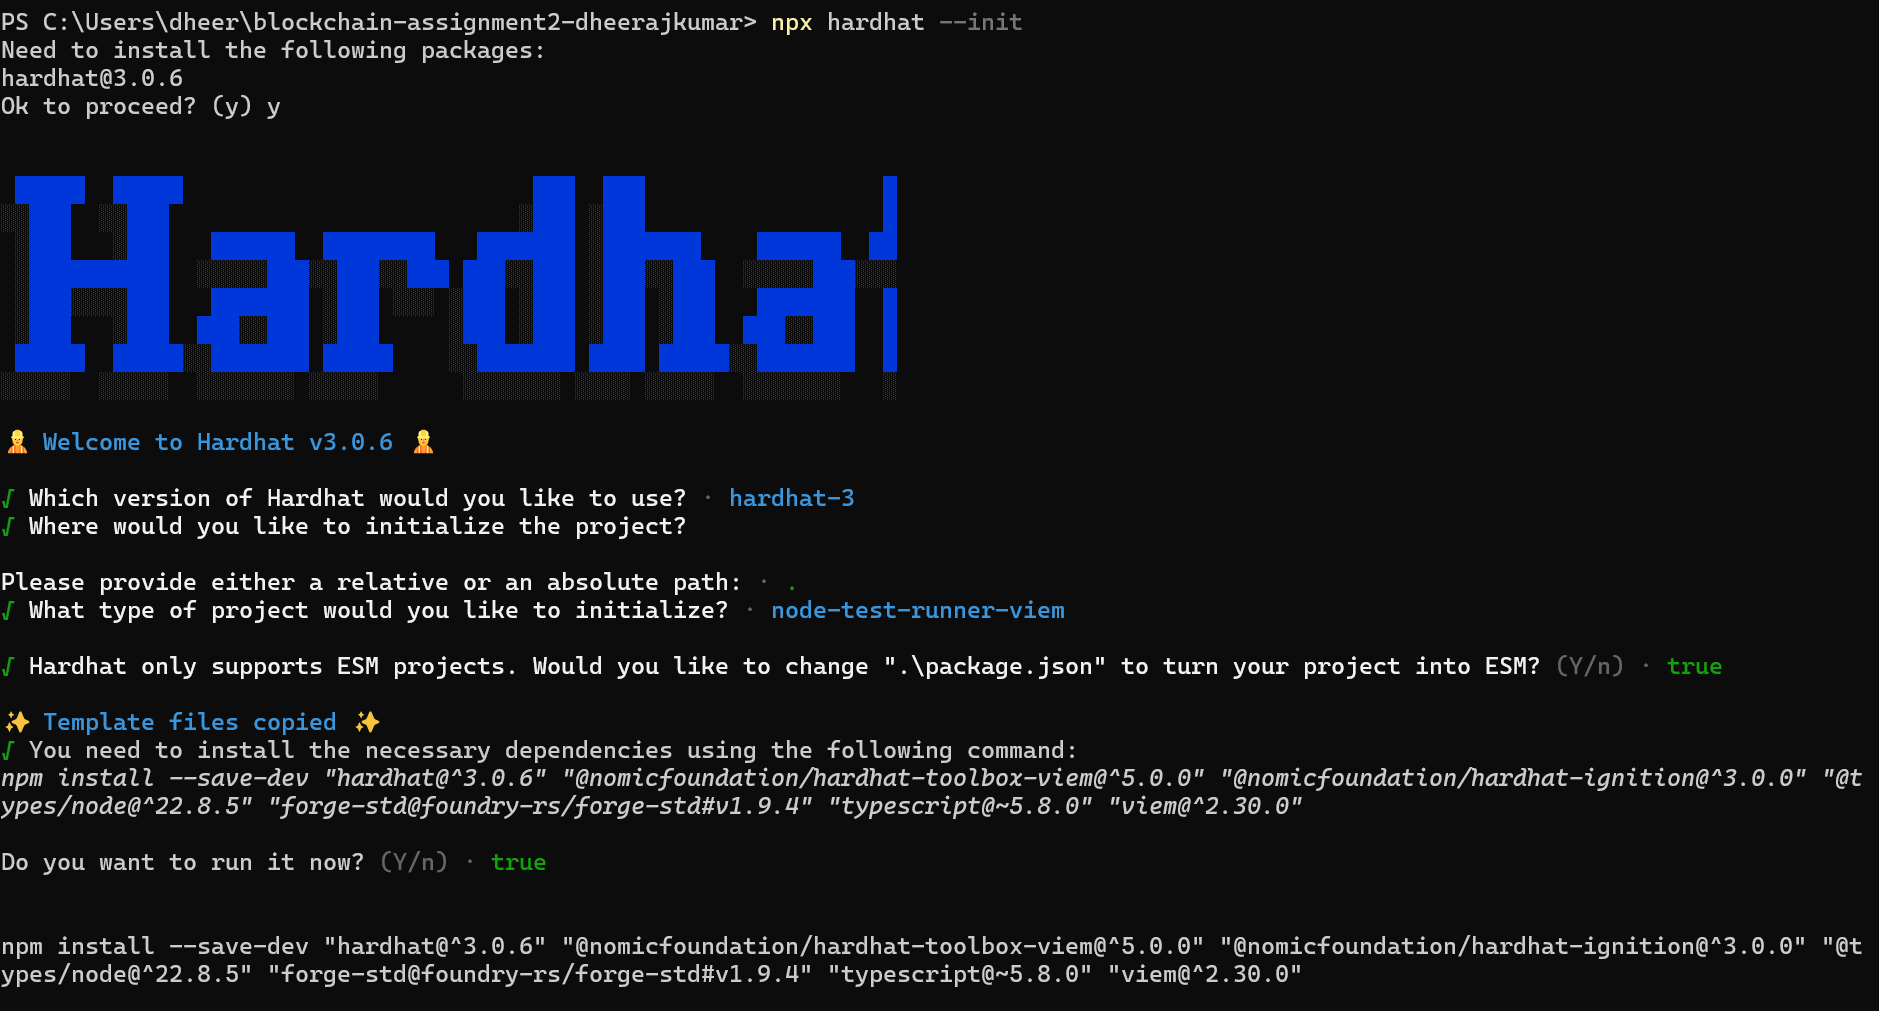 PS C:\Users\dheer\blockchain-assignment2-dheerajkumar> npx hardhat --init
Need to install the following packages:
hardhat@3.0.6
Ok to proceed? (y) y
Hardhat
Welcome to Hardhat v3.0.6
√ Which version of Hardhat would you like to use? · hardhat-3
√ Where would you like to initialize the project?
Please provide either a relative or an absolute path: · .
√ What type of project would you like to initialize? · node-test-runner-viem
√ Hardhat only supports ESM projects. Would you like to change ".\package.json" to turn your project into ESM? (Y/n) · true
✨ Template files copied ✨
√ You need to install the necessary dependencies using the following command:
npm install --save-dev "hardhat@^3.0.6" "@nomicfoundation/hardhat-toolbox-viem@^5.0.0" "@nomicfoundation/hardhat-ignition@^3.0.0" "@t
ypes/node@^22.8.5" "forge-std@foundry-rs/forge-std#v1.9.4" "typescript@~5.8.0" "viem@^2.30.0"
Do you want to run it now? (Y/n) · true
npm install --save-dev "hardhat@^3.0.6" "@nomicfoundation/hardhat-toolbox-viem@^5.0.0" "@nomicfoundation/hardhat-ignition@^3.0.0" "@t
ypes/node@^22.8.5" "forge-std@foundry-rs/forge-std#v1.9.4" "typescript@~5.8.0" "viem@^2.30.0"